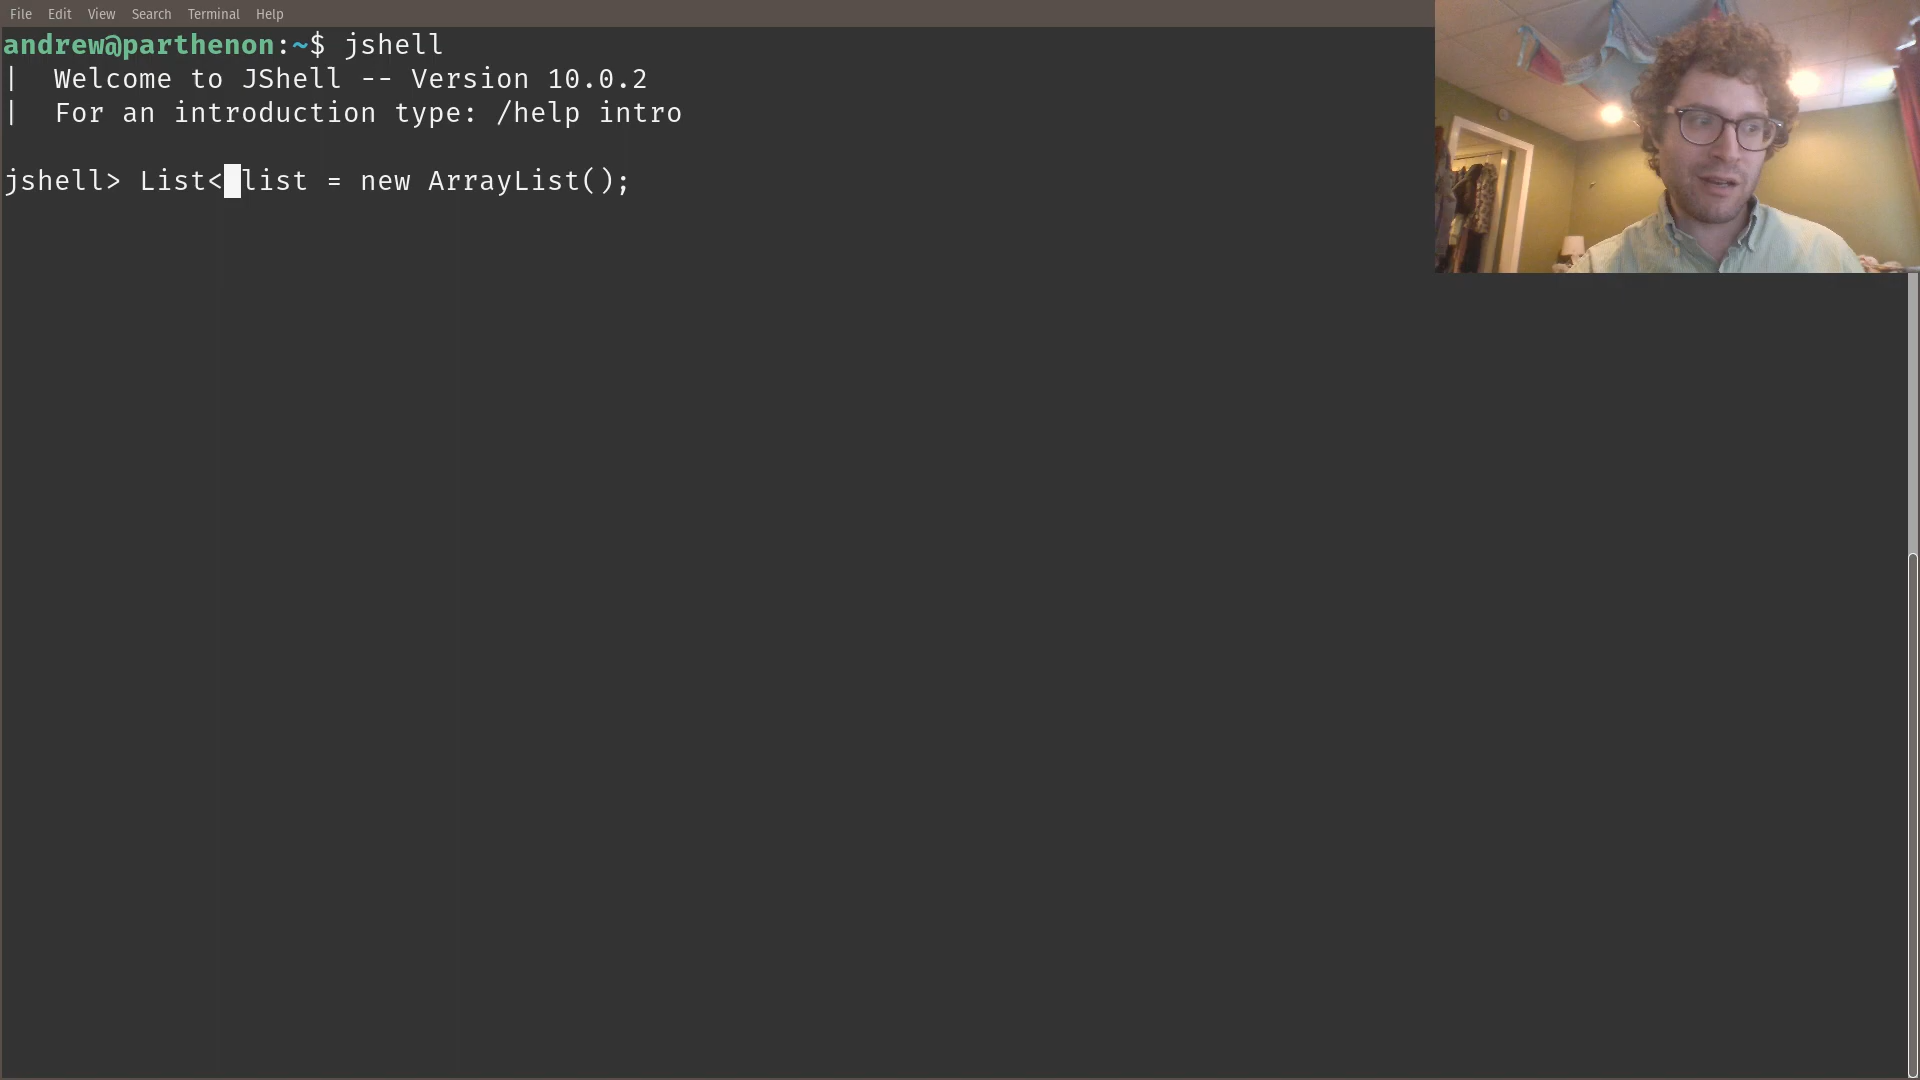 File Edit View Search Terminal Help
andrew@parthenon:~$ jshell
|  Welcome to JShell -- Version 10.0.2
|  For an introduction type: /help intro
jshell> List< list = new ArrayList();